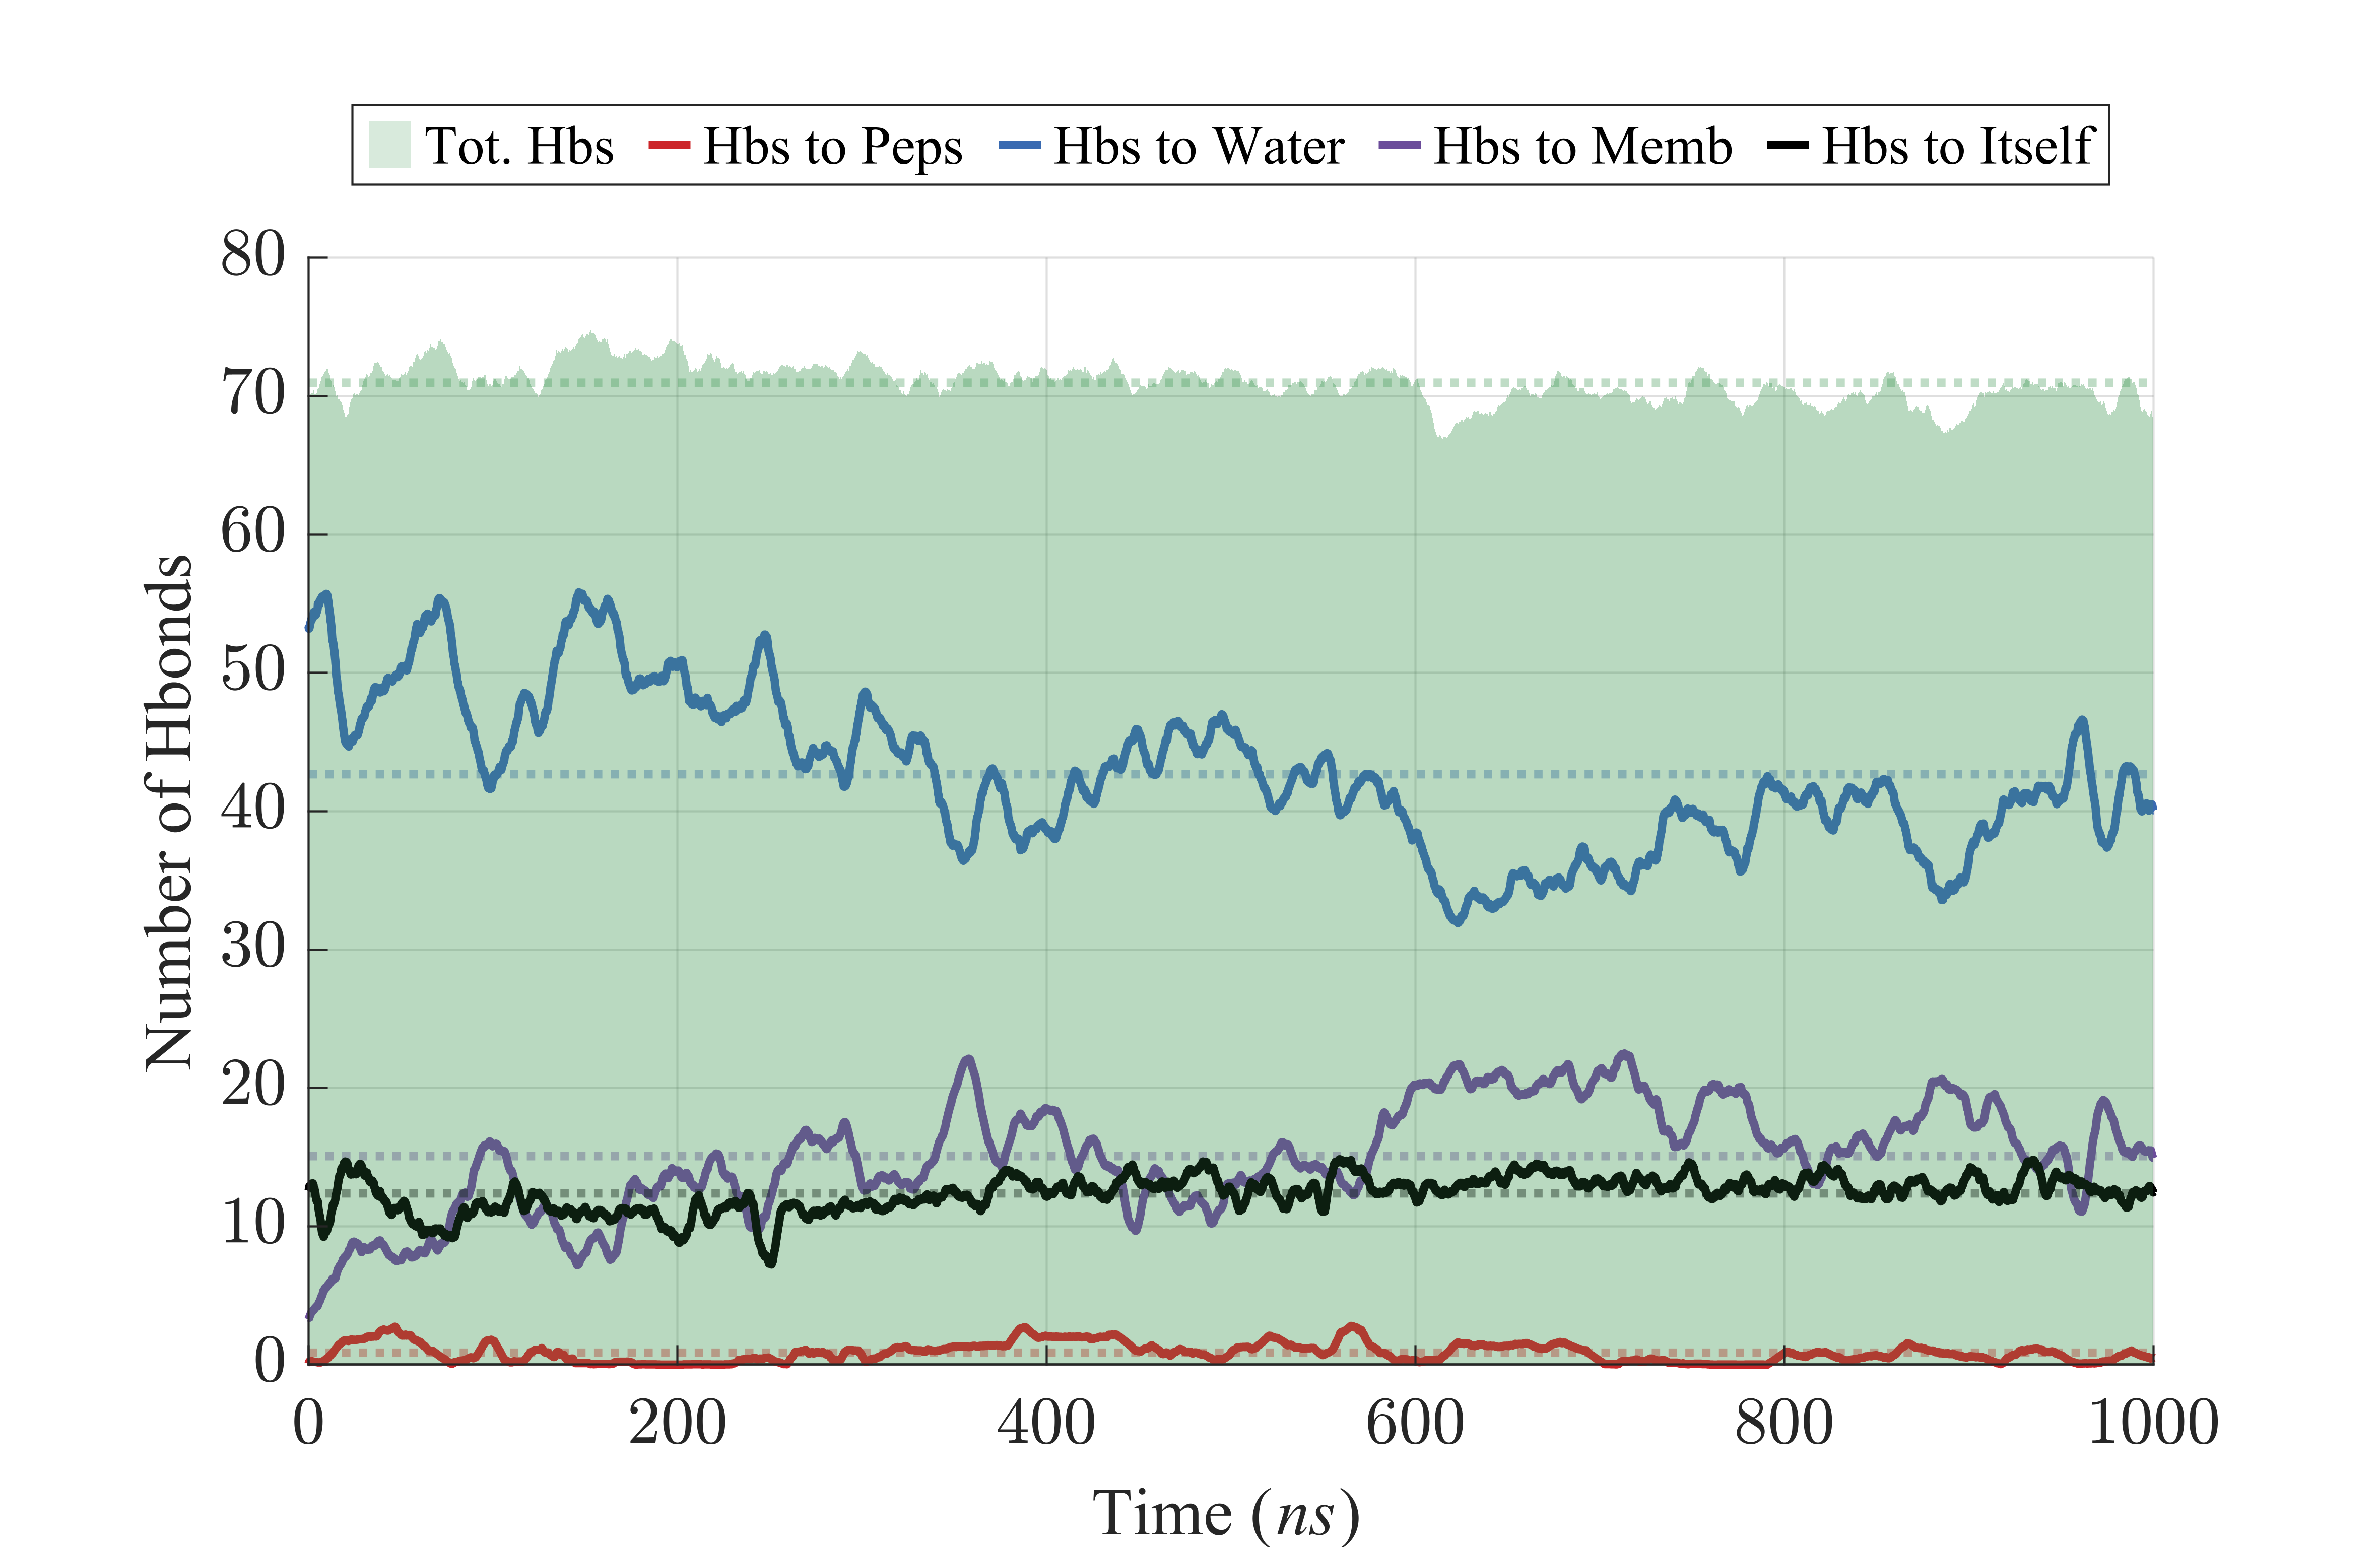 Tot. Hbs Hbs to Peps Hbs to Water Hbs to Memb Hbs to Itself
80
70
60
50
40
30
20
10
0
Number of Hbonds
0 200 400 600 800 1000
Time (ns)